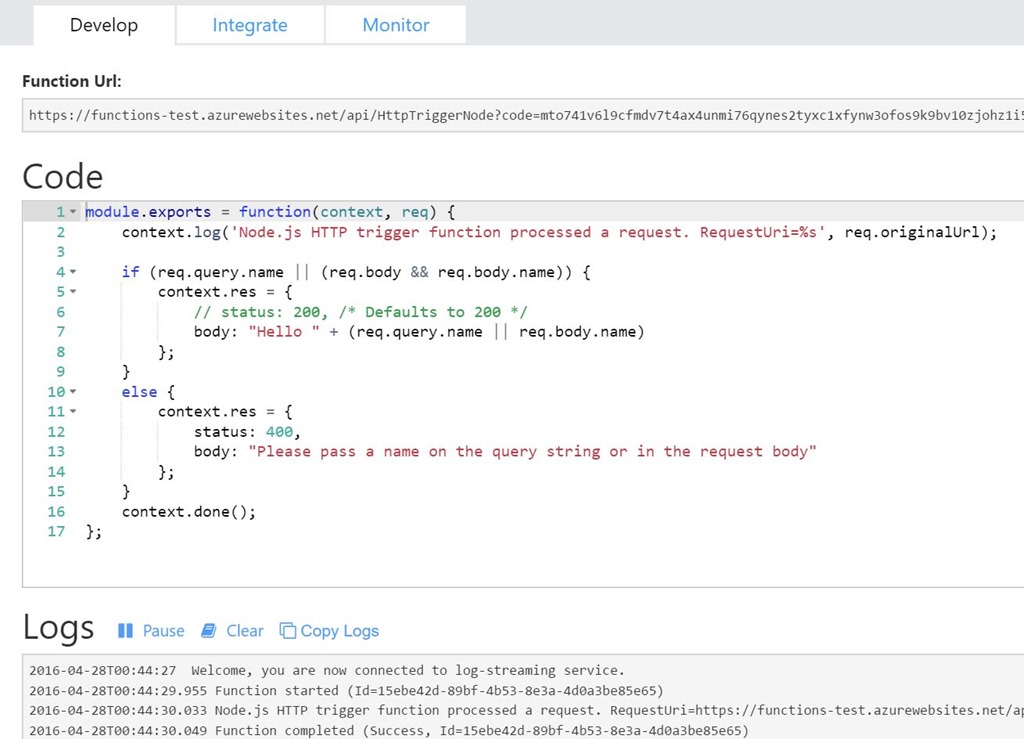 Develop Integrate Monitor
Function Url:
https://functions-test.azurewebsites.net/api/HttpTriggerNode?code=mto741v6l9cfmdv7t4ax4unmi76qynes2tyxc1xfynw3ofos9k9bv10zjohz1i5
Code
1 module.exports = function(context, req) {
2 context.log('Node.js HTTP trigger function processed a request. RequestUri=%s', req.originalUrl);
3
4 if (req.query.name || (req.body && req.body.name)) {
5 context.res = {
6 // status: 200, /* Defaults to 200 */
7 body: "Hello " + (req.query.name || req.body.name)
8 };
9 }
10 else {
11 context.res = {
12 status: 400,
13 body: "Please pass a name on the query string or in the request body"
14 };
15 }
16 context.done();
17 };
Logs Pause Clear Copy Logs
2016-04-28T00:44:27 Welcome, you are now connected to log-streaming service.
2016-04-28T00:44:29.955 Function started (Id=15ebe42d-89bf-4b53-8e3a-4d0a3be85e65)
2016-04-28T00:44:30.033 Node.js HTTP trigger function processed a request. RequestUri=https://functions-test.azurewebsites.net/ap
2016-04-28T00:44:30.049 Function completed (Success, Id=15ebe42d-89bf-4b53-8e3a-4d0a3be85e65)